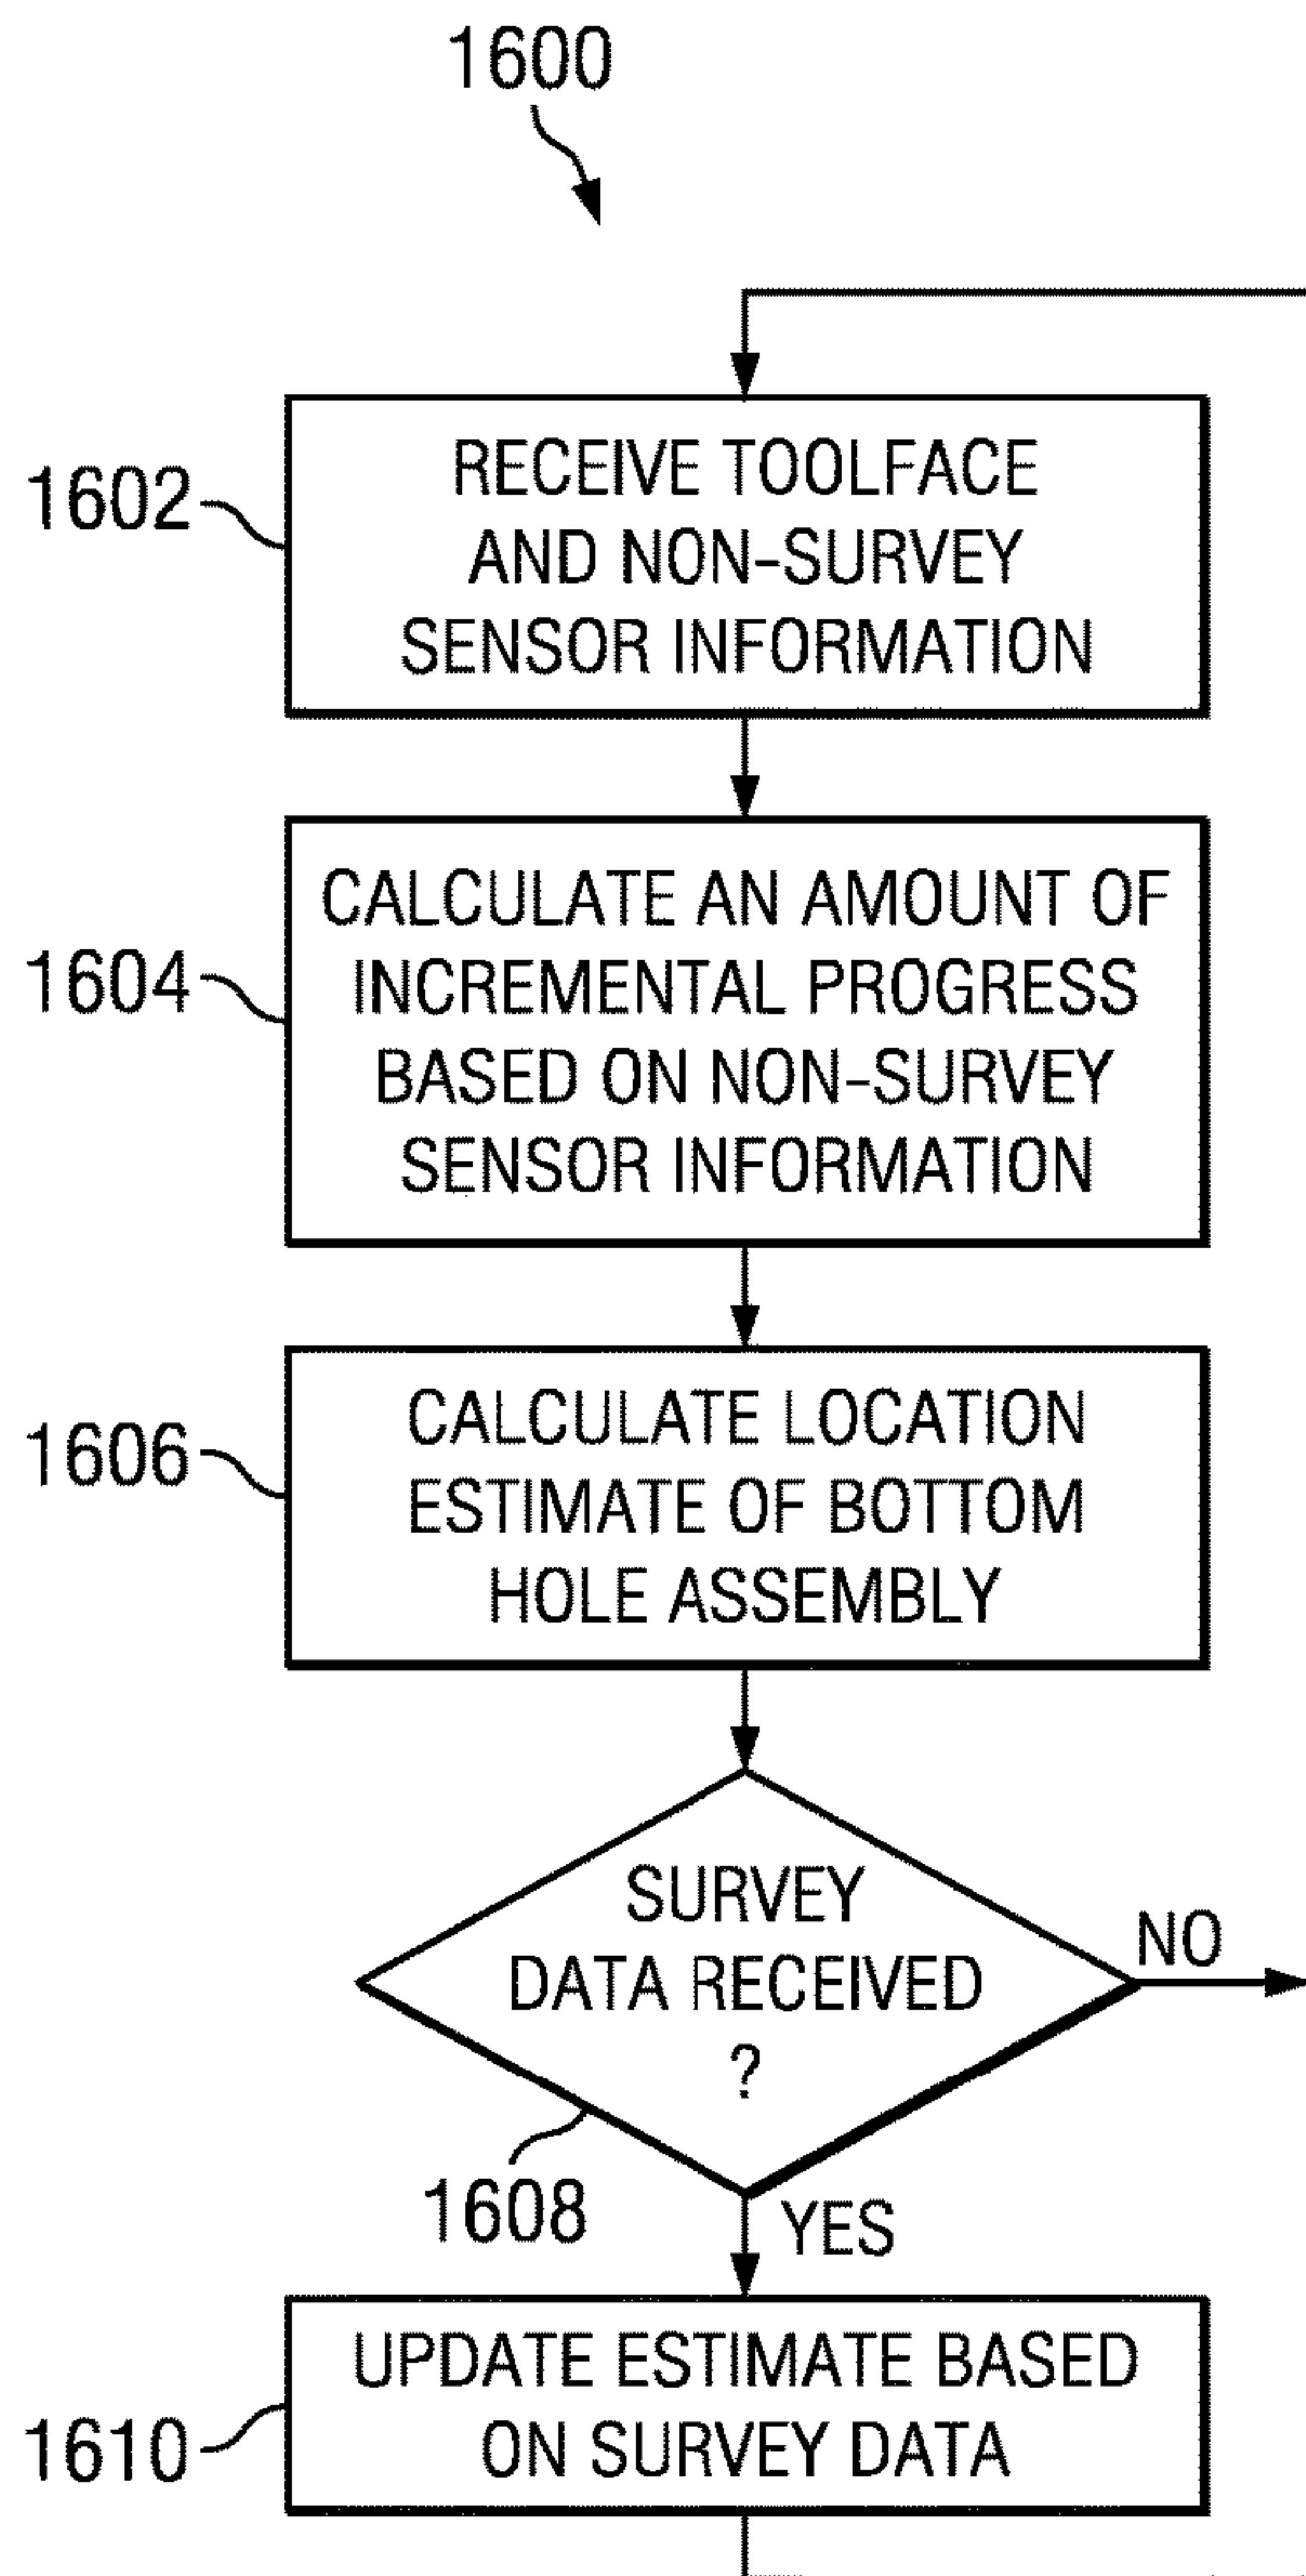 1600
1602
RECEIVE TOOLFACE
AND NON-SURVEY
SENSOR INFORMATION
1604
CALCULATE AN AMOUNT OF
INCREMENTAL PROGRESS
BASED ON NON-SURVEY
SENSOR INFORMATION
1606
CALCULATE LOCATION
ESTIMATE OF BOTTOM
HOLE ASSEMBLY
SURVEY
DATA RECEIVED
?
NO
1608
YES
1610
UPDATE ESTIMATE BASED
ON SURVEY DATA